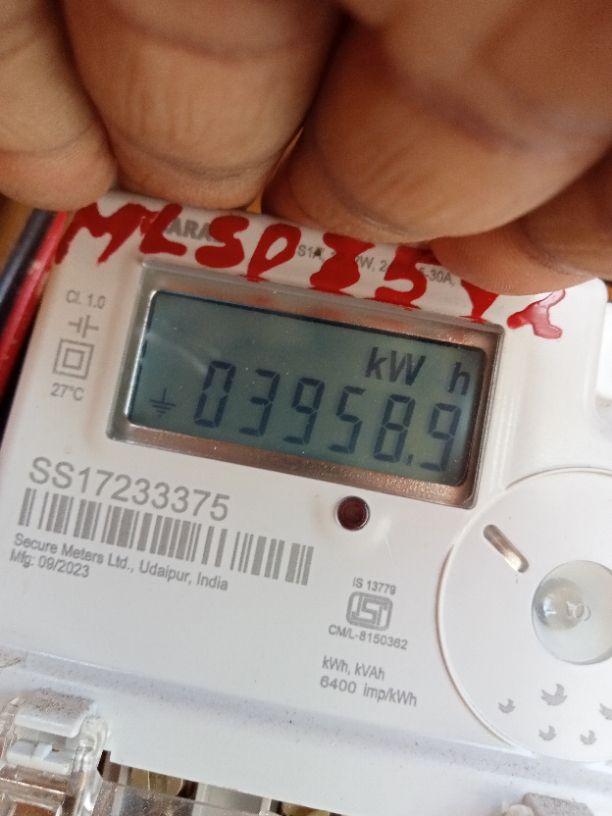 MLSD8542
Cl. 1.0
27°C
kW h
03958.9
SS17233375
Secure Meters Ltd., Udaipur, India
Mfg: 09/2023
IS 13779
CM/L-8150362
kWh, kVAh
6400 imp/kWh